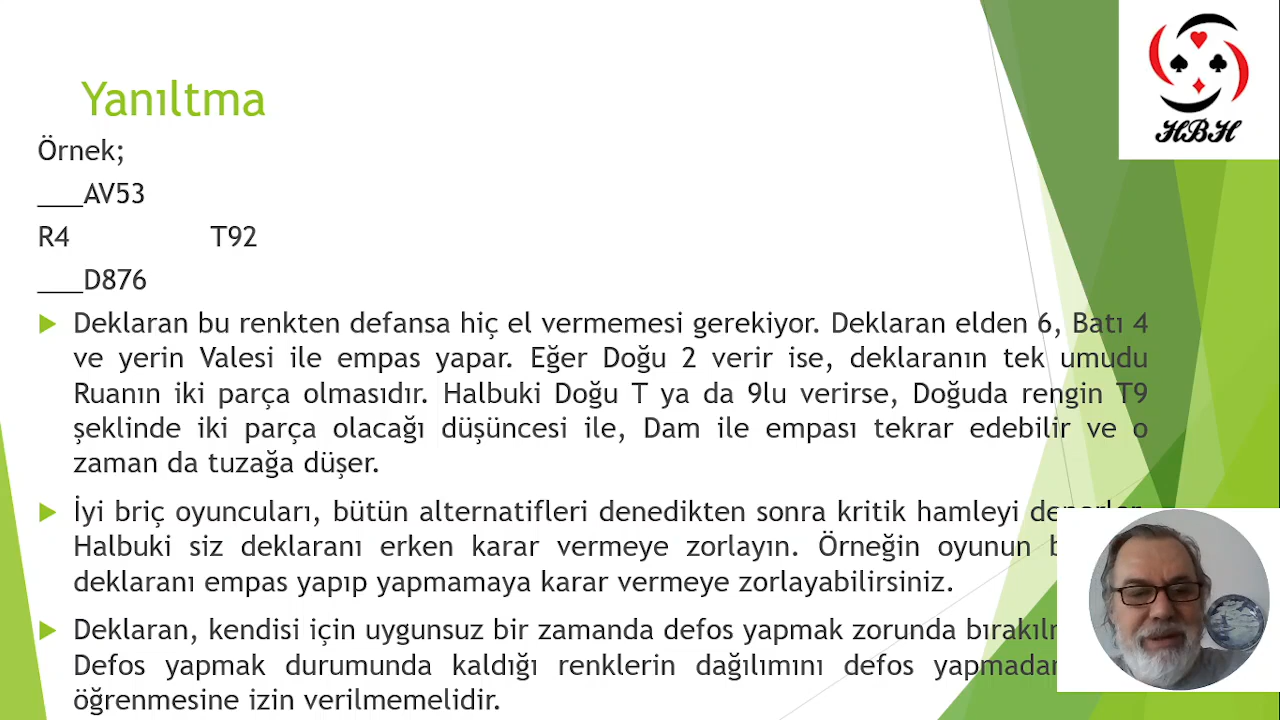 Yanıltma
HBH
Örnek;
___AV53
R4 T92
___D876
Deklaran bu renkten defansa hiç el vermemesi gerekiyor. Deklaran elden 6, Batı 4
ve yerin Valesi ile empas yapar. Eğer Doğu 2 verir ise, deklaranın tek umudu
Ruanın iki parça olmasıdır. Halbuki Doğu T ya da 9lu verirse, Doğuda rengin T9
şeklinde iki parça olacağı düşüncesi ile, Dam ile empası tekrar edebilir ve o
zaman da tuzağa düşer.
İyi briç oyuncuları, bütün alternatifleri denedikten sonra kritik hamleyi
Halbuki siz deklaranı erken karar vermeye zorlayın. Örneğin oyunun
deklaranı empas yapıp yapmamaya karar vermeye zorlayabilirsiniz.
Deklaran, kendisi için uygunsuz bir zamanda defos yapmak zorunda
Defos yapmak durumunda kaldığı renklerin dağılımını defos
öğrenmesine izin verilmemelidir.